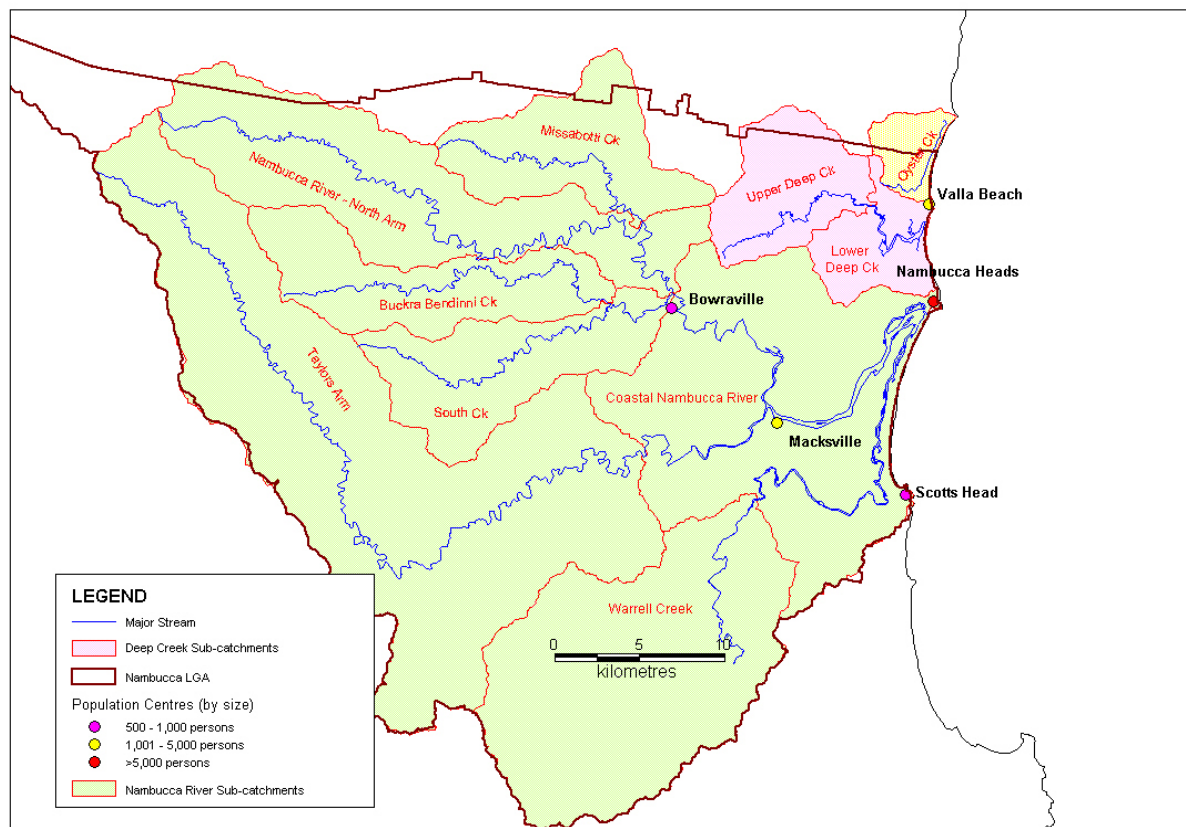 Missabotti Ck
Oyster Ck
Nambucca River - North Arm
Upper Deep Ck
Valla Beach
Lower
Deep Ck
Nambucca Heads
Buckra Bendinni Ck
Bowraville
Taylors Arm
South Ck
Coastal Nambucca River
Macksville
Scotts Head
Warrell Creek
0 5 10
kilometres
LEGEND
Major Stream
Deep Creek Sub-catchments
Nambucca LGA
Population Centres (by size)
500 - 1,000 persons
1,001 - 5,000 persons
>5,000 persons
Nambucca River Sub-catchments